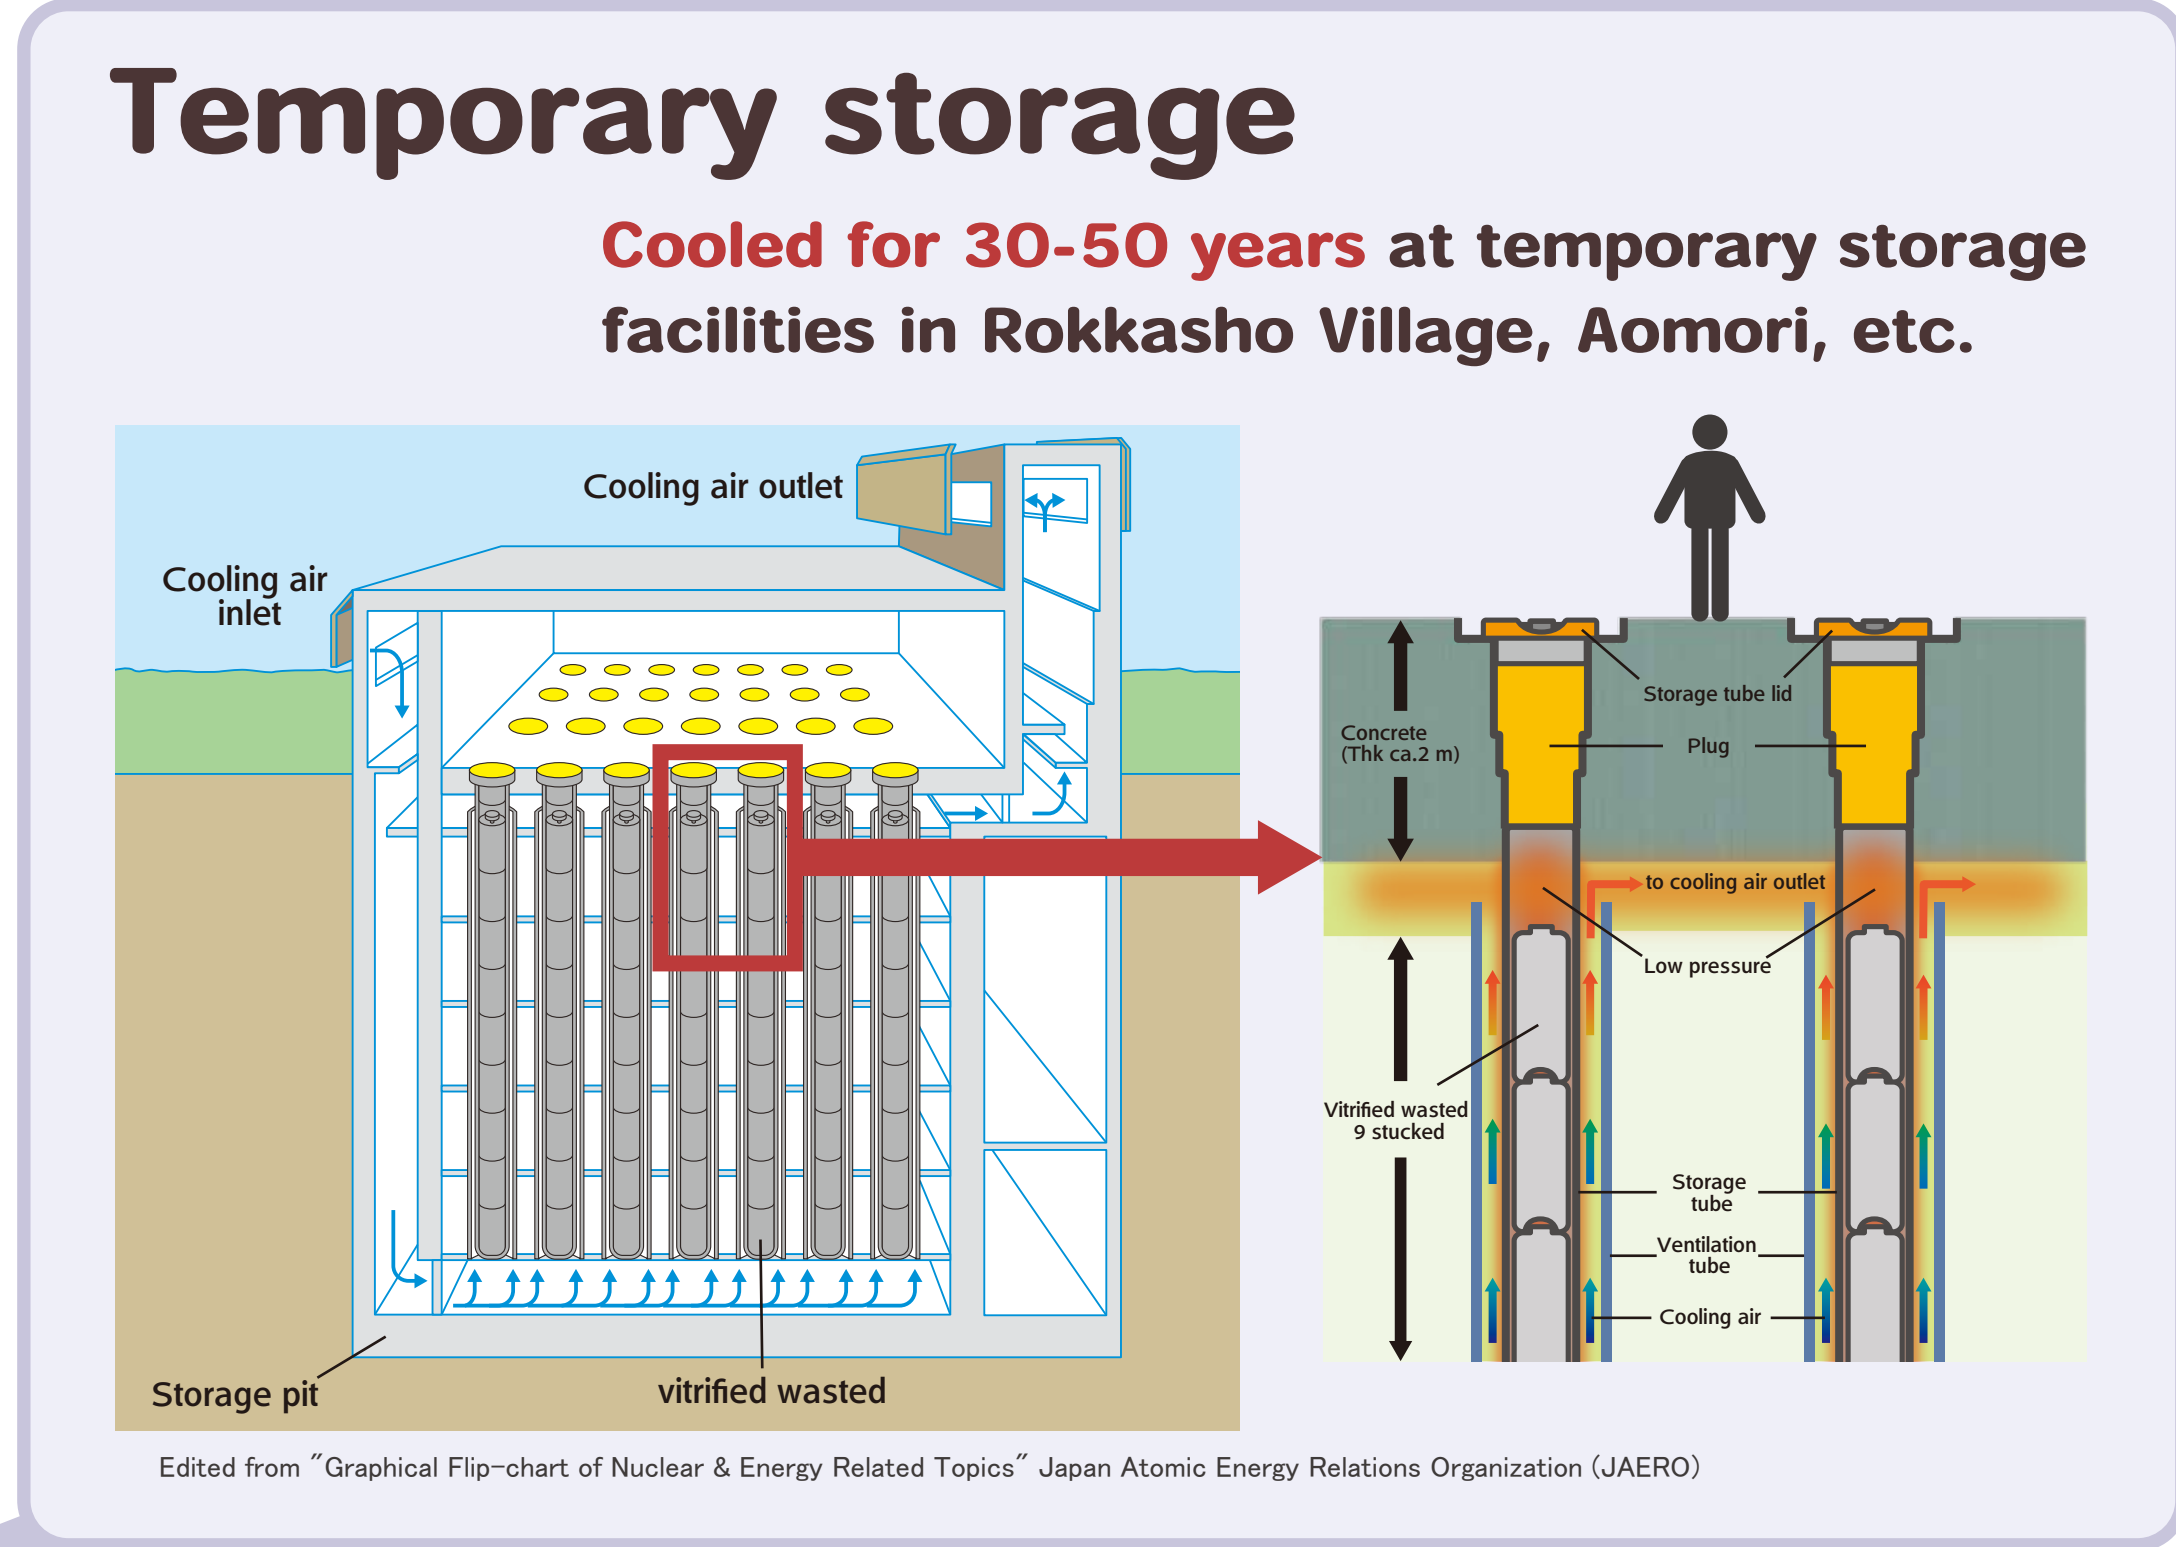 Temporary storage
Cooled for 30-50 years at temporary storage
facilities in Rokkasho Village, Aomori, etc.
Cooling air outlet
Cooling air
inlet
Storage pit
vitrified wasted
Storage tube lid
Concrete
(Thk ca.2 m)
Plug
to cooling air outlet
Low pressure
Vitrified wasted
9 stucked
Storage
tube
Ventilation
tube
Cooling air
Edited from "Graphical Flip-chart of Nuclear & Energy Related Topics" Japan Atomic Energy Relations Organization (JAERO)